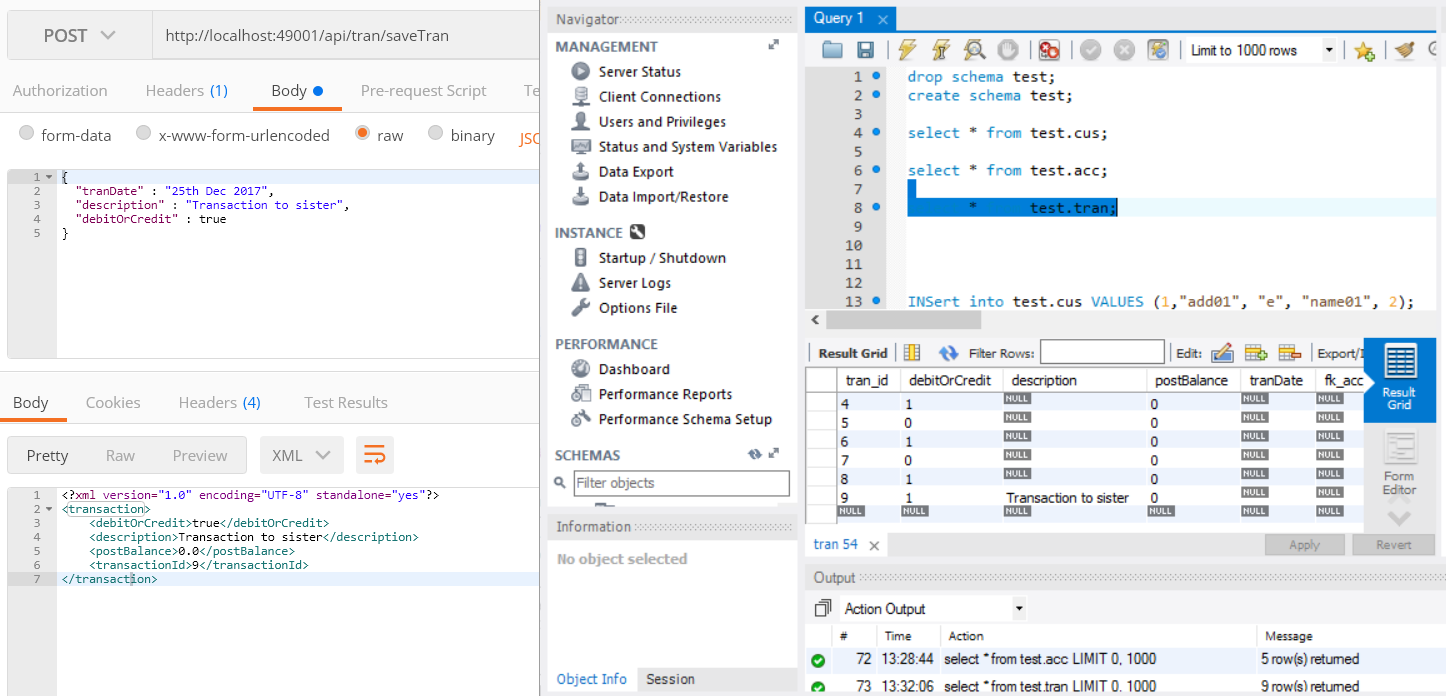 POST
http://localhost:49001/api/tran/saveTran
Authorization
Headers (1)
Body
Pre-request Script
Te
form-data
x-www-form-urlencoded
raw
binary
JSO
1 {
2 "tranDate" : "25th Dec 2017",
3 "description" : "Transaction to sister",
4 "debitOrCredit" : true
5 }
Body
Cookies
Headers (4)
Test Results
Pretty
Raw
Preview
XML
1 <?xml version="1.0" encoding="UTF-8" standalone="yes"?>
2 <transaction>
3 <debitOrCredit>true</debitOrCredit>
4 <description>Transaction to sister</description>
5 <postBalance>0.0</postBalance>
6 <transactionId>9</transactionId>
7 </transaction>
Navigator
MANAGEMENT
Server Status
Client Connections
Users and Privileges
Status and System Variables
Data Export
Data Import/Restore
INSTANCE
Startup / Shutdown
Server Logs
Options File
PERFORMANCE
Dashboard
Performance Reports
Performance Schema Setup
SCHEMAS
Filter objects
Information
No object selected
Object Info
Session
Query 1
Limit to 1000 rows
1 drop schema test;
2 create schema test;
3
4 select * from test.cus;
5
6 select * from test.acc;
7
8 * test.tran;
9
10
11
12
13 INSert into test.cus VALUES (1,"add01", "e", "name01", 2);
Result Grid
Filter Rows:
Edit:
Export/I
tran_id debitOrCredit description postBalance tranDate fk_acc
4 1 NULL 0 NULL NULL
5 0 NULL 0 NULL NULL
6 1 NULL 0 NULL NULL
7 0 NULL 0 NULL NULL
8 1 NULL 0 NULL NULL
9 1 Transaction to sister 0 NULL NULL
NULL NULL NULL NULL NULL NULL
Result
Grid
Form
Editor
tran 54
Apply
Revert
Output
Action Output
# Time Action Message
72 13:28:44 select * from test.acc LIMIT 0, 1000 5 row(s) returned
73 13:32:06 select * from test.tran LIMIT 0, 1000 9 row(s) returned